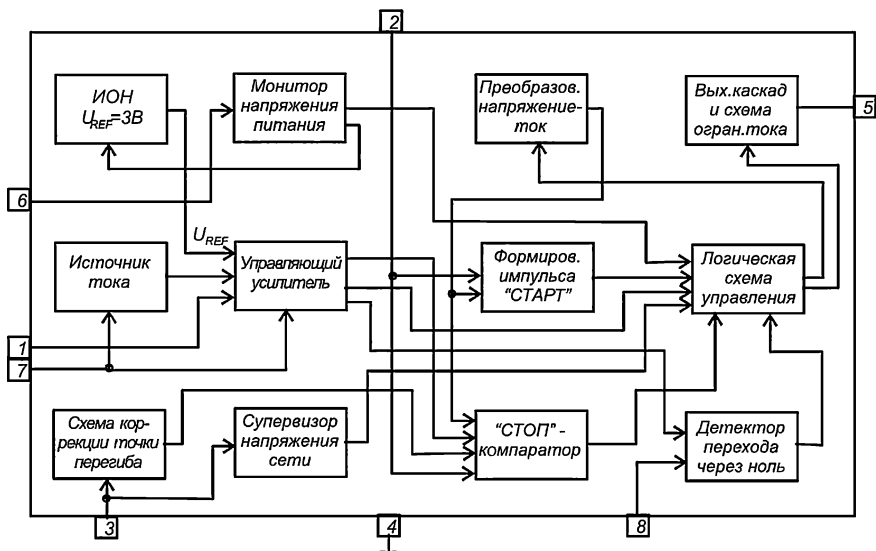 2
ИОН
UREF=3В
Монитор
напряжения
питания
Преобразов.
напряжение-
ток
Вых.каскад
и схема
огран.тока
5
6
UREF
Источник
тока
Управляющий
усилитель
Формиров.
импульса
“СТАРТ”
Логическая
схема
управления
1
7
Схема кор-
рекции точки
перегиба
Супервизор
напряжения
сети
“СТОП” -
компаратор
Детектор
перехода
через ноль
3
4
8